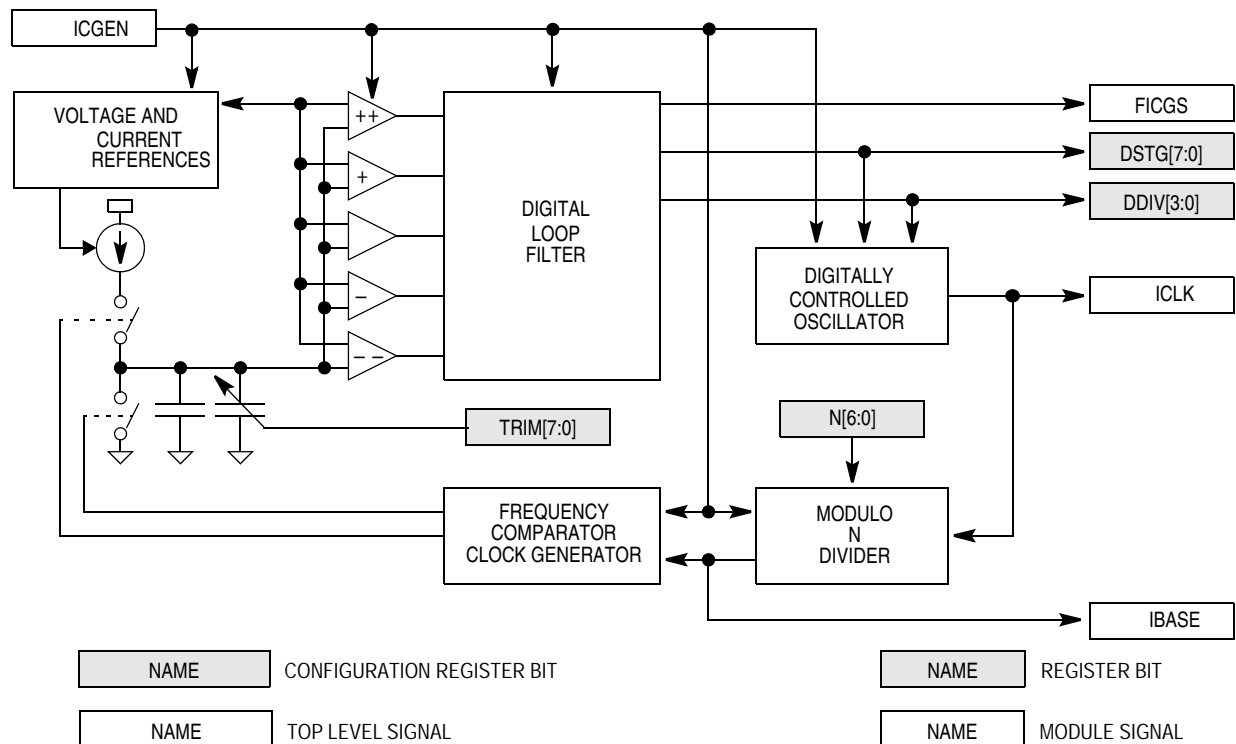 ICGEN
VOLTAGE AND
CURRENT
REFERENCES
++
+
−
− −
DIGITAL
LOOP
FILTER
FICGS
DSTG[7:0]
DDIV[3:0]
DIGITALLY
CONTROLLED
OSCILLATOR
ICLK
TRIM[7:0]
N[6:0]
FREQUENCY
COMPARATOR
CLOCK GENERATOR
MODULO
N
DIVIDER
IBASE
NAME CONFIGURATION REGISTER BIT
NAME REGISTER BIT
NAME TOP LEVEL SIGNAL
NAME MODULE SIGNAL